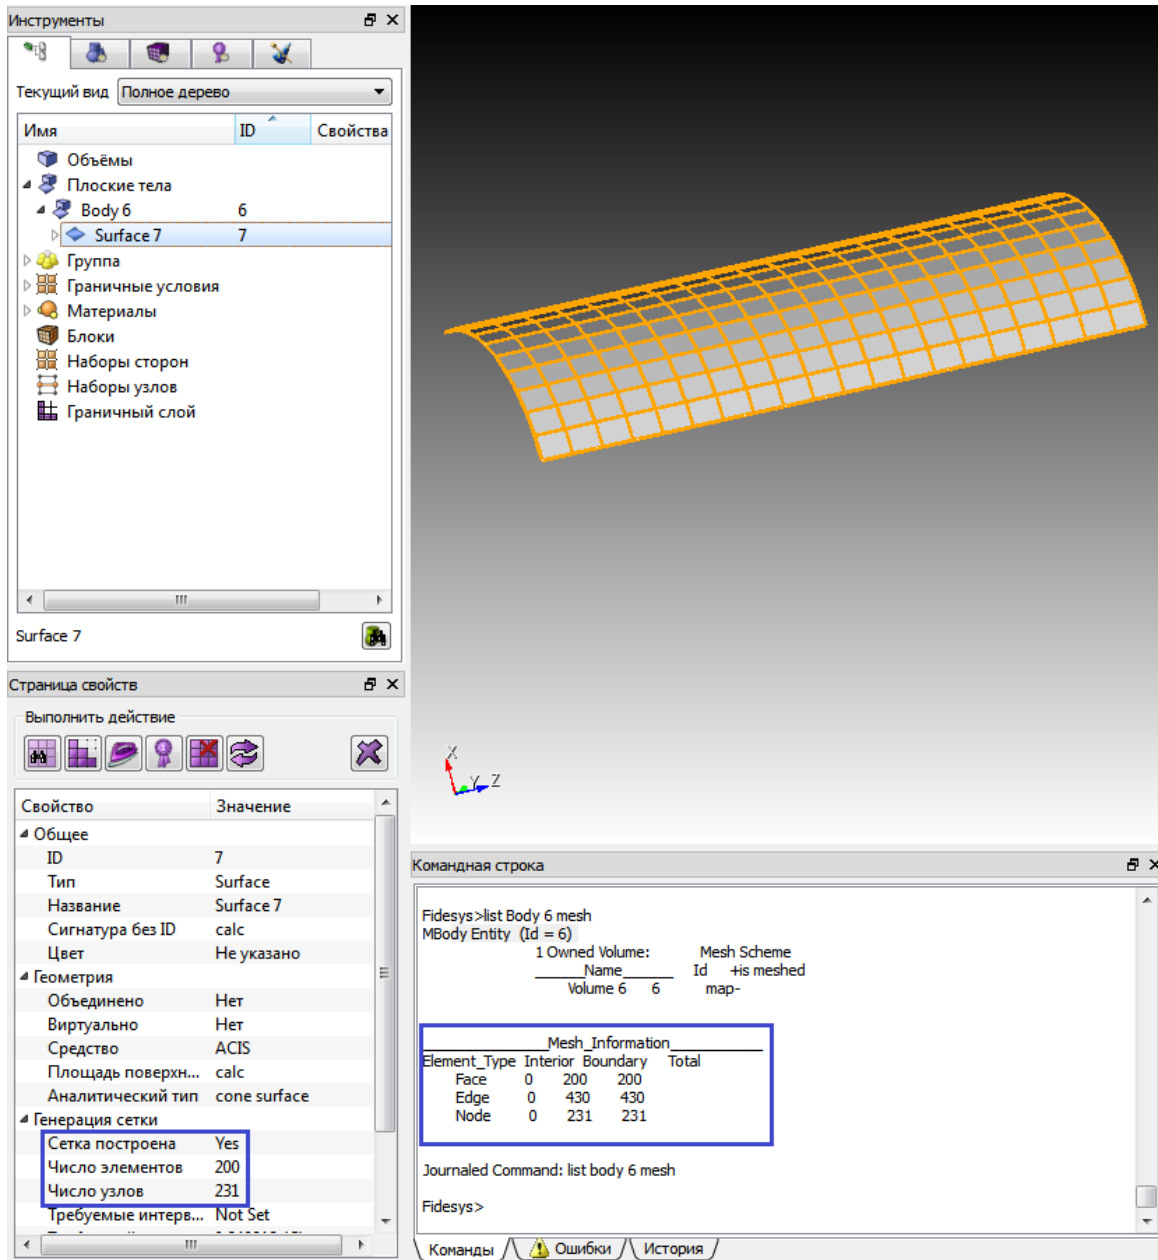 Инструменты
Текущий вид Полное дерево
Имя ID Свойства
Объёмы
Плоские тела
Body 6 6
Surface 7 7
Группа
Граничные условия
Материалы
Блоки
Наборы сторон
Наборы узлов
Граничный слой
Surface 7
Страница свойств
Выполнить действие
Свойство Значение
Общее
ID 7
Тип Surface
Название Surface 7
Сигнатура без ID calc
Цвет Не указано
Геометрия
Объединено Нет
Виртуально Нет
Средство ACIS
Площадь поверхн... calc
Аналитический тип cone surface
Генерация сетки
Сетка построена Yes
Число элементов 200
Число узлов 231
Требуемые интерв... Not Set
X
Y Z
Командная строка
Fidesys>list Body 6 mesh
MBody Entity (Id = 6)
1 Owned Volume: Mesh Scheme
______Name______ Id +is meshed
Volume 6 6 map-
_______________Mesh_Information___________
Element_Type Interior Boundary Total
Face 0 200 200
Edge 0 430 430
Node 0 231 231
Journaled Command: list body 6 mesh
Fidesys>
Команды Ошибки История